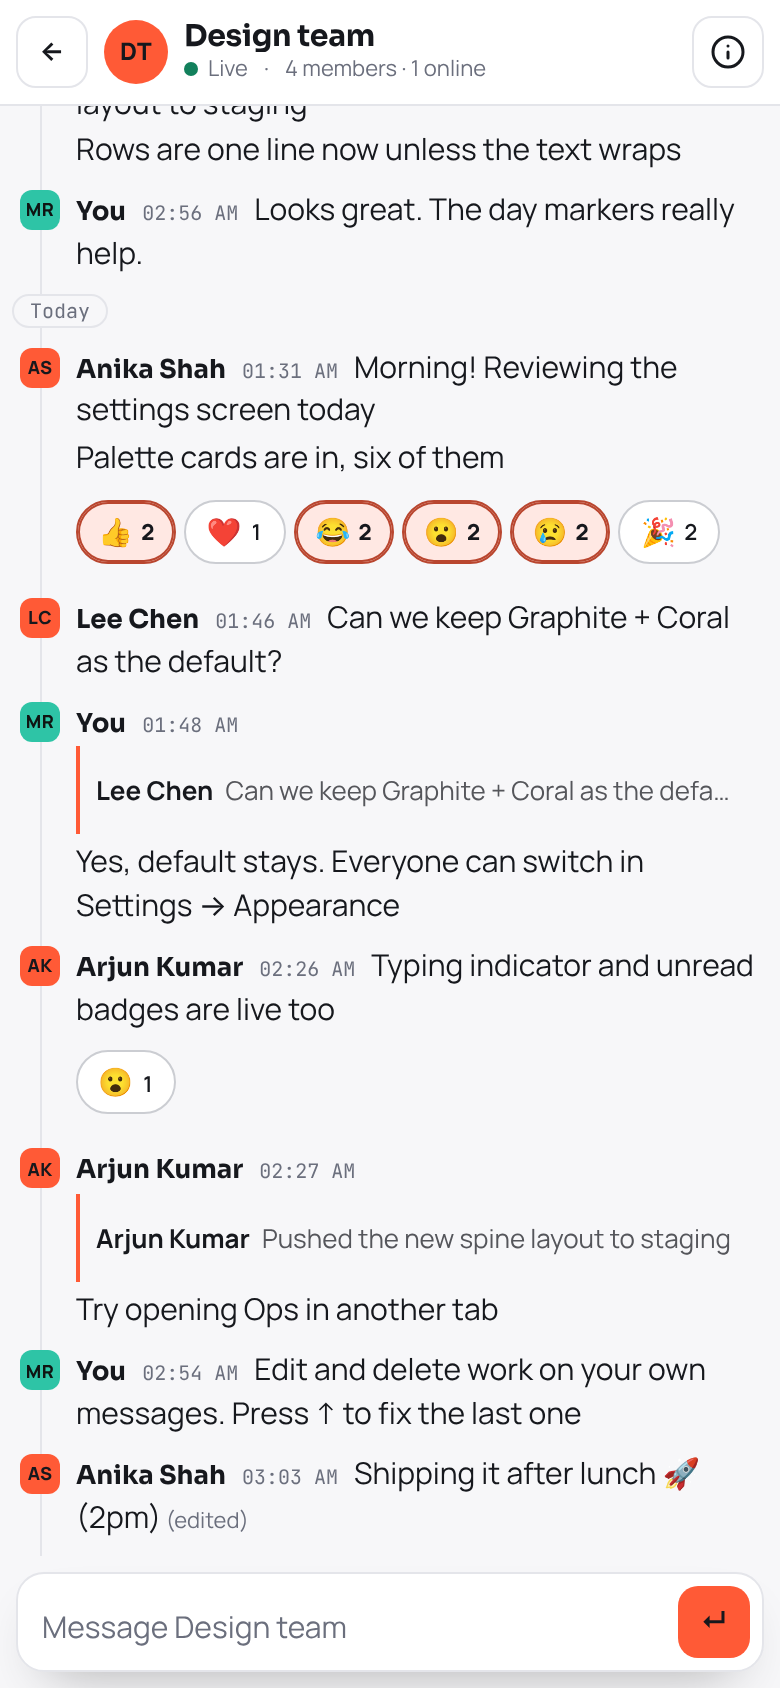 DT
Design team
Live · 4 members · 1 online
layout to staging
Rows are one line now unless the text wraps
MR You 02:56 AM Looks great. The day markers really
help.
Today
AS Anika Shah 01:31 AM Morning! Reviewing the
settings screen today
Palette cards are in, six of them
👍 2 ❤️ 1 😂 2 😮 2 😢 2 🎉 2
LC Lee Chen 01:46 AM Can we keep Graphite + Coral
as the default?
MR You 01:48 AM
Lee Chen Can we keep Graphite + Coral as the defa...
Yes, default stays. Everyone can switch in
Settings → Appearance
AK Arjun Kumar 02:26 AM Typing indicator and unread
badges are live too
😮 1
AK Arjun Kumar 02:27 AM
Arjun Kumar Pushed the new spine layout to staging
Try opening Ops in another tab
MR You 02:54 AM Edit and delete work on your own
messages. Press ↑ to fix the last one
AS Anika Shah 03:03 AM Shipping it after lunch 🚀
(2pm) (edited)
Message Design team